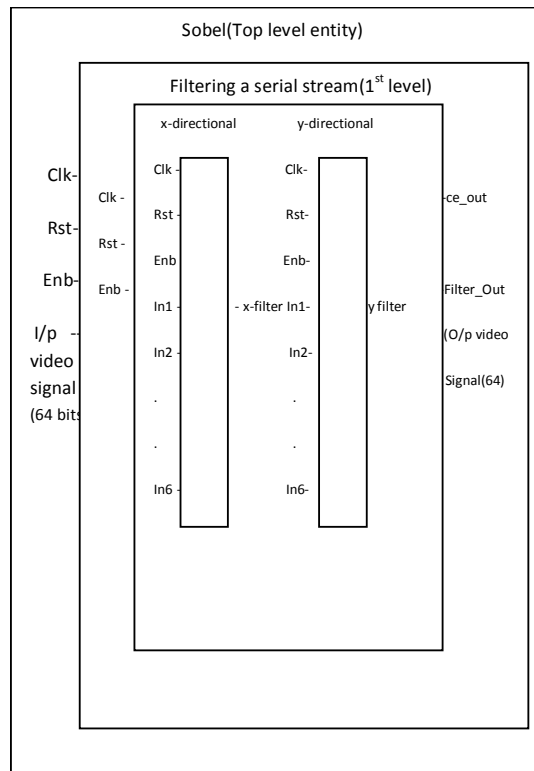 Sobel(Top level entity)
Filtering a serial stream(1st level)
x-directional
y-directional
Clk-
Rst-
Enb-
I/p --
video
signal
(64 bits
Clk -
Rst -
Enb -
Clk -
Rst -
Enb
In1 -
In2 -
.
.
In6 -
- x-filter
Clk-
Rst-
Enb-
In1-
In2-
.
.
In6-
y filter
-ce_out
Filter_Out
(O/p video
Signal(64)